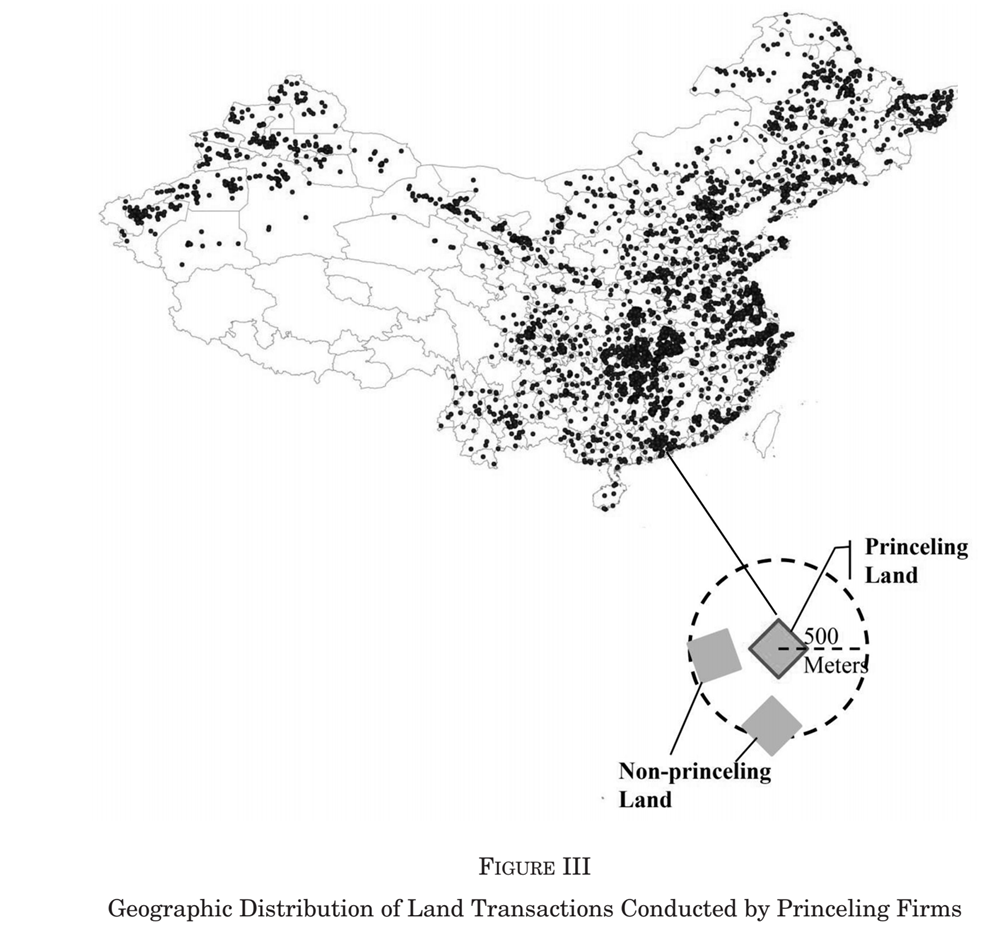 Princeling
Land
500
Meters
Non-princeling
Land
FIGURE III
Geographic Distribution of Land Transactions Conducted by Princeling Firms